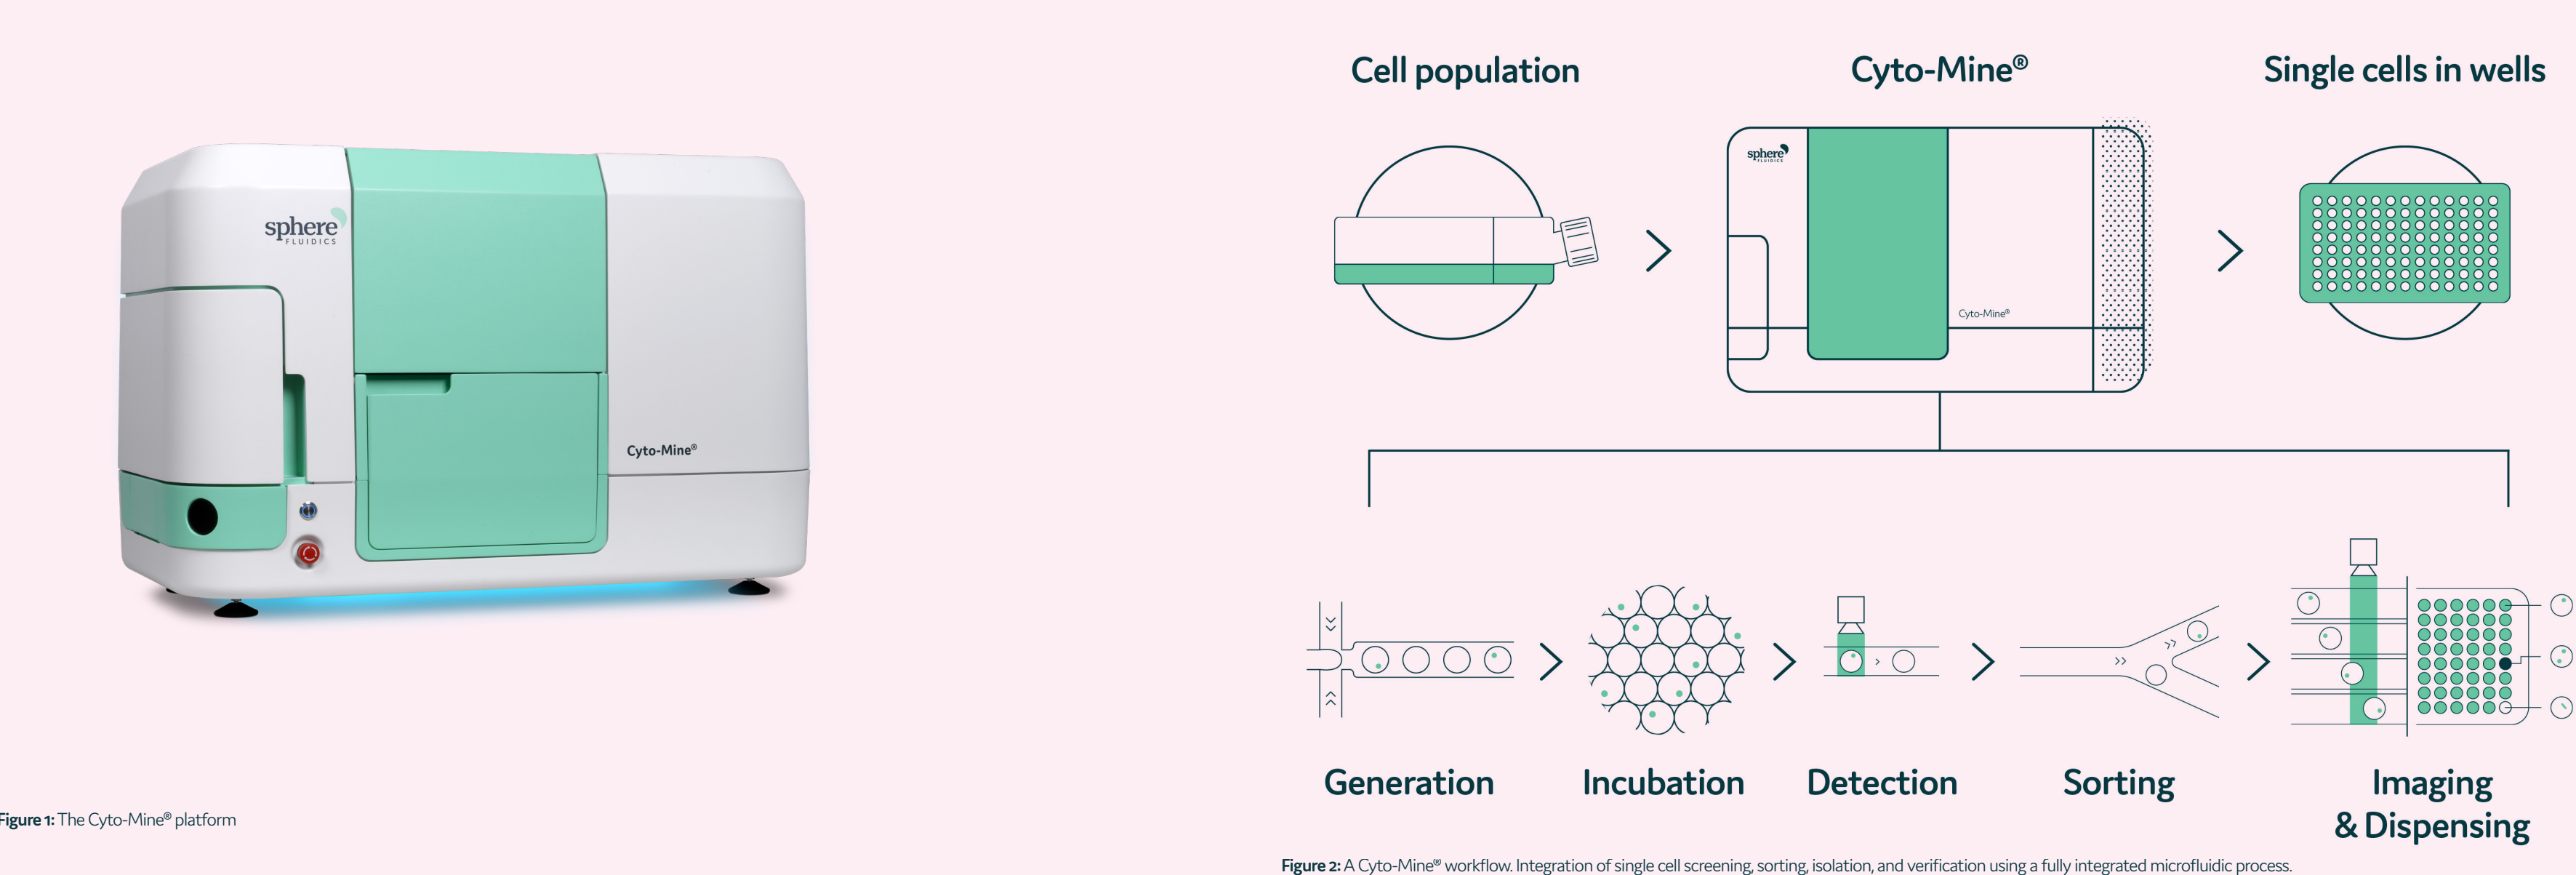 sphere
FLUIDICS
Cyto-Mine®
Figure 1: The Cyto-Mine® platform
Cell population
Cyto-Mine®
Single cells in wells
sphere
FLUIDICS
Cyto-Mine®
Generation
Incubation
Detection
Sorting
Imaging
& Dispensing
Figure 2: A Cyto-Mine® workflow. Integration of single cell screening, sorting, isolation, and verification using a fully integrated microfluidic process.